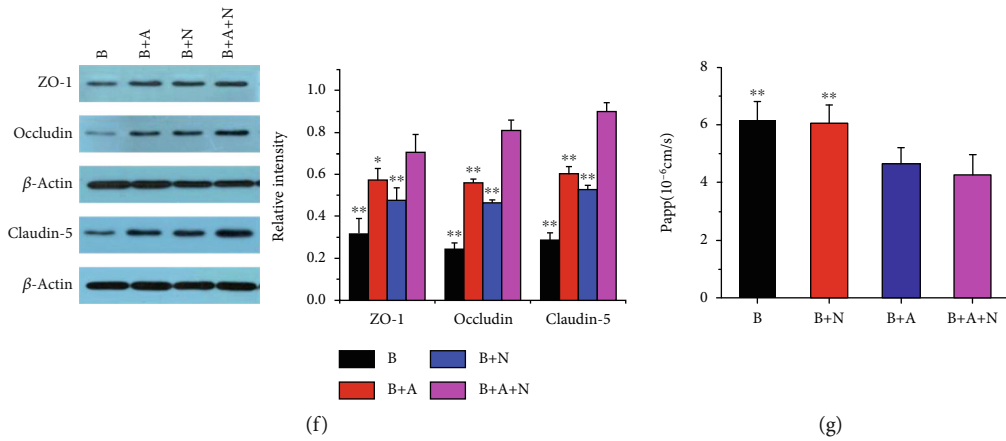 B
B+A
B+N
B+A+N
ZO-1
Occludin
β-Actin
Claudin-5
β-Actin
Relative intensity
1.0
0.8
0.6
0.4
0.2
0.0
**
*
**
**
**
**
**
**
**
ZO-1 Occludin Claudin-5
B B+N
B+A B+A+N
(f)
Papp(10⁻⁶cm/s)
8
6
4
2
0
** **
B B+N B+A B+A+N
(g)